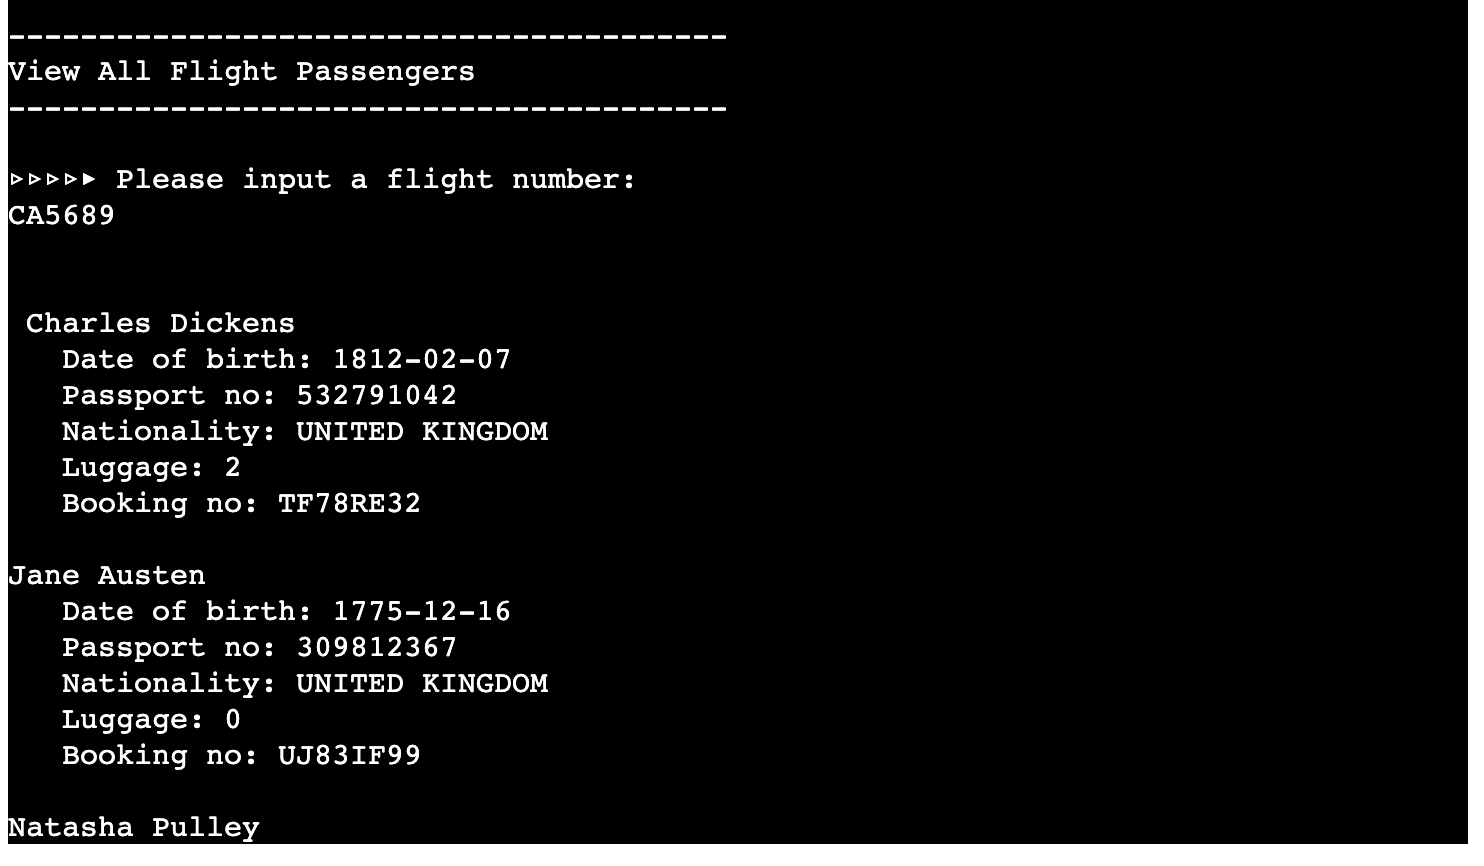 ----------------------------------------
View All Flight Passengers
----------------------------------------
▹▹▹▹▸ Please input a flight number:
CA5689
Charles Dickens
Date of birth: 1812-02-07
Passport no: 532791042
Nationality: UNITED KINGDOM
Luggage: 2
Booking no: TF78RE32
Jane Austen
Date of birth: 1775-12-16
Passport no: 309812367
Nationality: UNITED KINGDOM
Luggage: 0
Booking no: UJ83IF99
Natasha Pulley